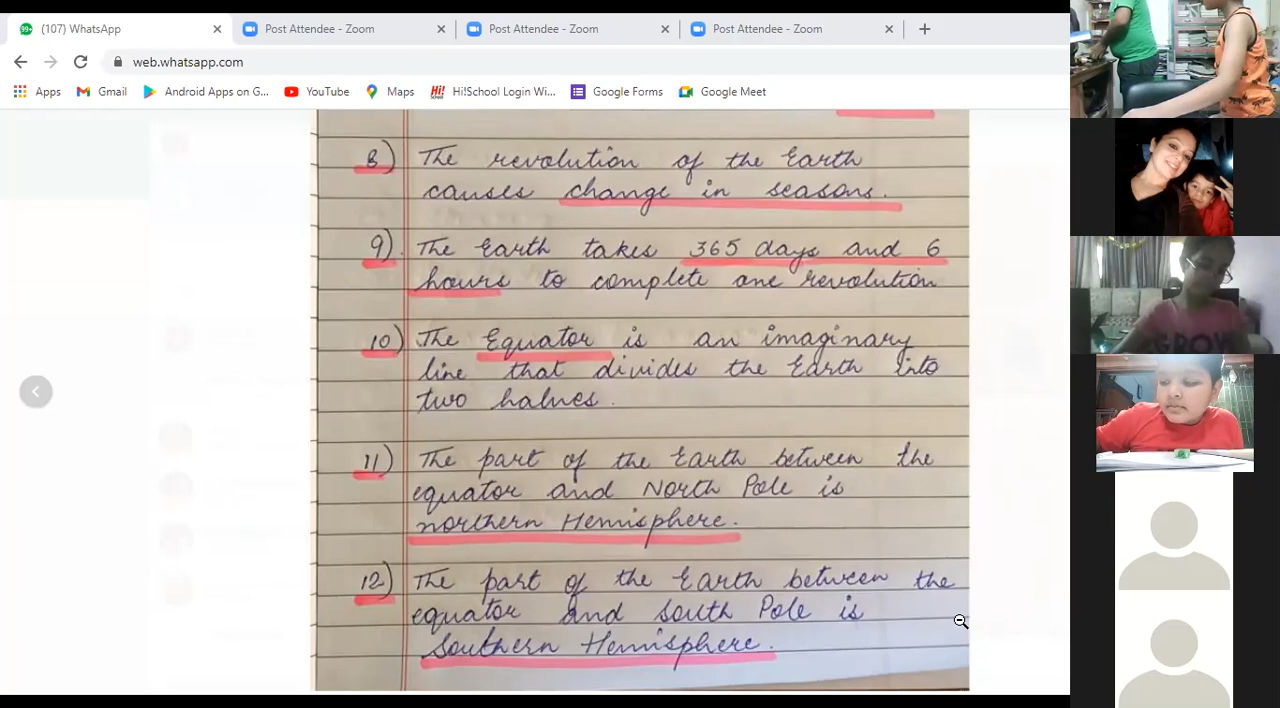 (107) WhatsApp
Post Attendee - Zoom
Post Attendee - Zoom
Post Attendee - Zoom
web.whatsapp.com
Apps
Gmail
Android Apps on G...
YouTube
Maps
Hi! Hi!School Login Wi...
Google Forms
Google Meet
8) The revolution of the Earth
causes change in seasons.
9). The Earth takes 365 days and 6
hours to complete one revolution
10) The Equator is an imaginary
line that divides the Earth into
two halves.
11) The part of the Earth between the
equator and North Pole is
northern Hemisphere.
12) The part of the Earth between the
equator and south Pole is
southern Hemisphere.